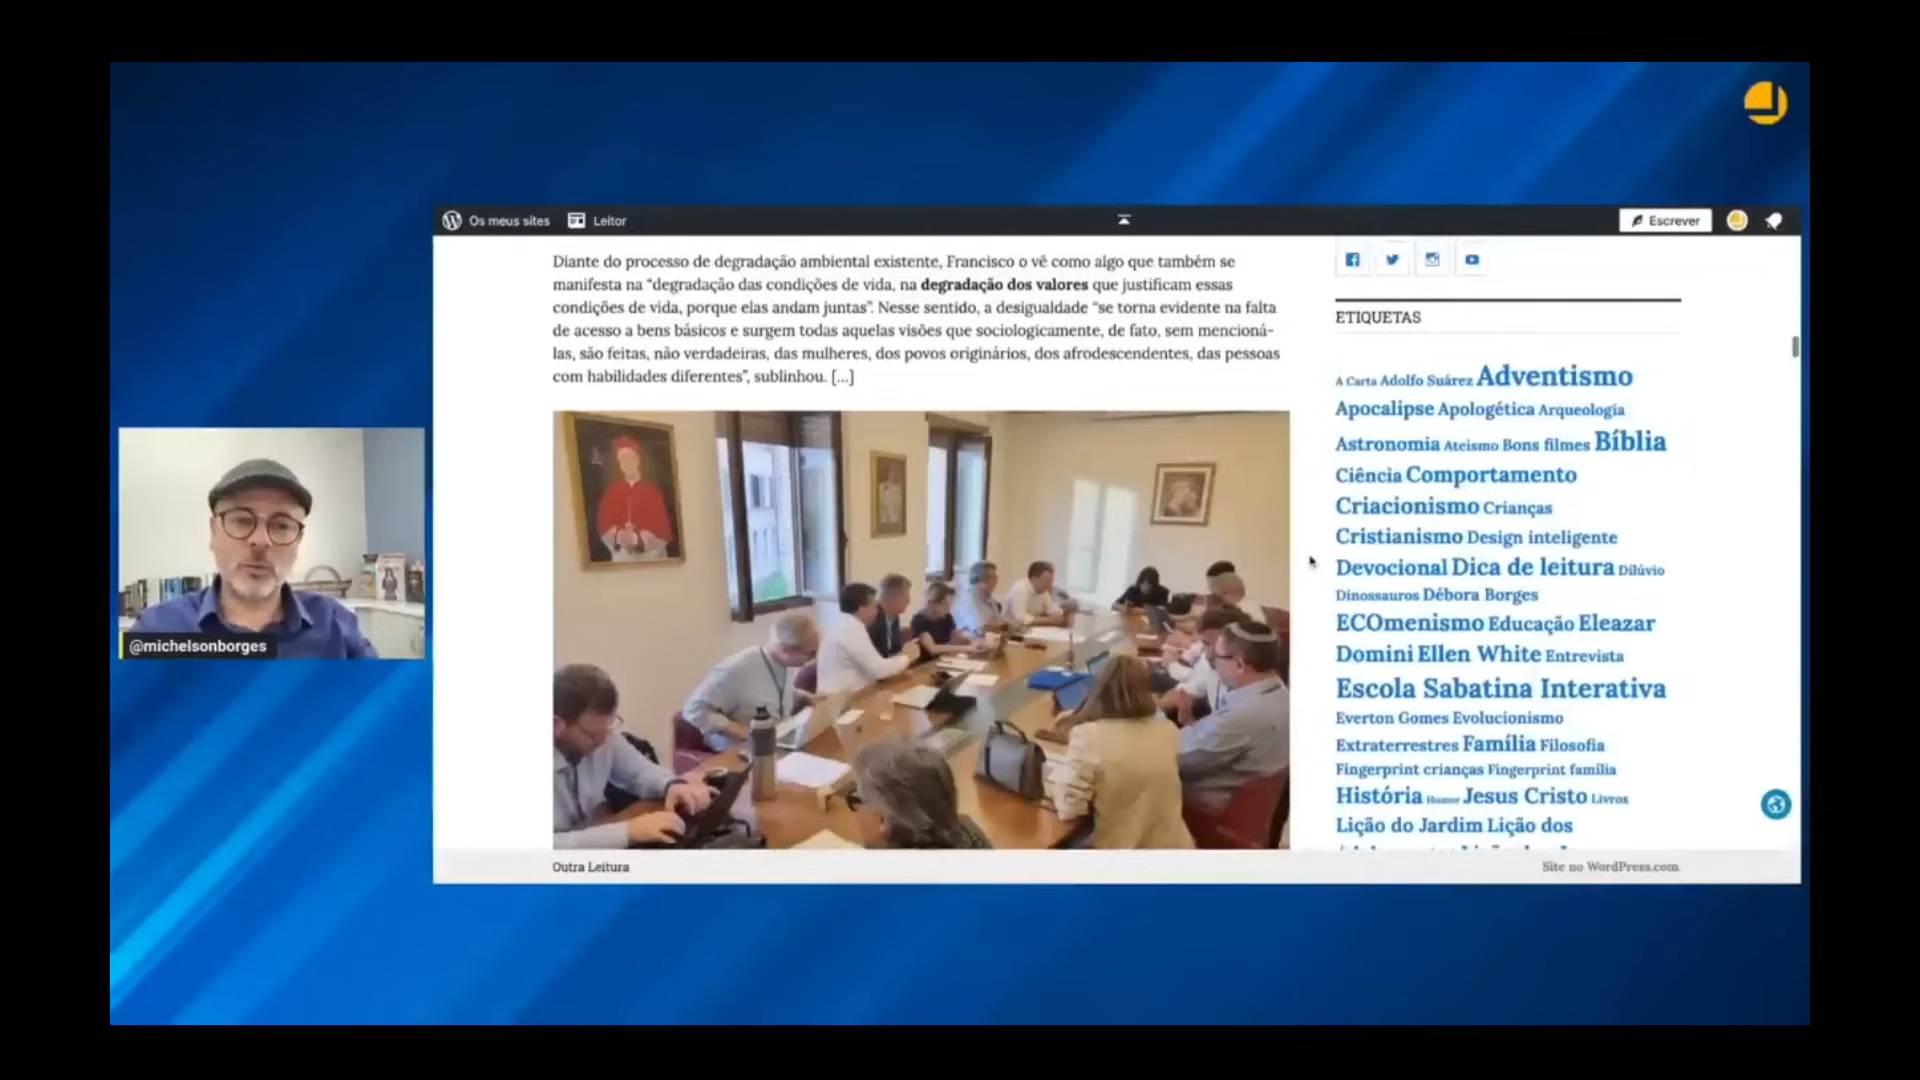 Os meus sites
Leitor
Escrever
Diante do processo de degradação ambiental existente, Francisco o vê como algo que também se
manifesta na “degradação das condições de vida, na degradação dos valores que justificam essas
condições de vida, porque elas andam juntas”. Nesse sentido, a desigualdade “se torna evidente na falta
de acesso a bens básicos e surgem todas aquelas visões que sociologicamente, de fato, sem mencioná-
las, são feitas, não verdadeiras, das mulheres, dos povos originários, dos afrodescendentes, das pessoas
com habilidades diferentes”, sublinhou. [...]
ETIQUETAS
A Carta Adolfo Suárez Adventismo
Apocalipse Apologética Arqueologia
Astronomia Ateísmo Bons filmes Bíblia
Ciência Comportamento
Criacionismo Crianças
Cristianismo Design inteligente
Devocional Dica de leitura Dilúvio
Dinossauros Débora Borges
ECOmenismo Educação Eleazar
Domini Ellen White Entrevista
Escola Sabatina Interativa
Everton Gomes Evolucionismo
Extraterrestres Família Filosofia
Fingerprint crianças Fingerprint família
História Humor Jesus Cristo Livros
Lição do Jardim Lição dos
@michelsonborges
Outra Leitura
Site no WordPress.com